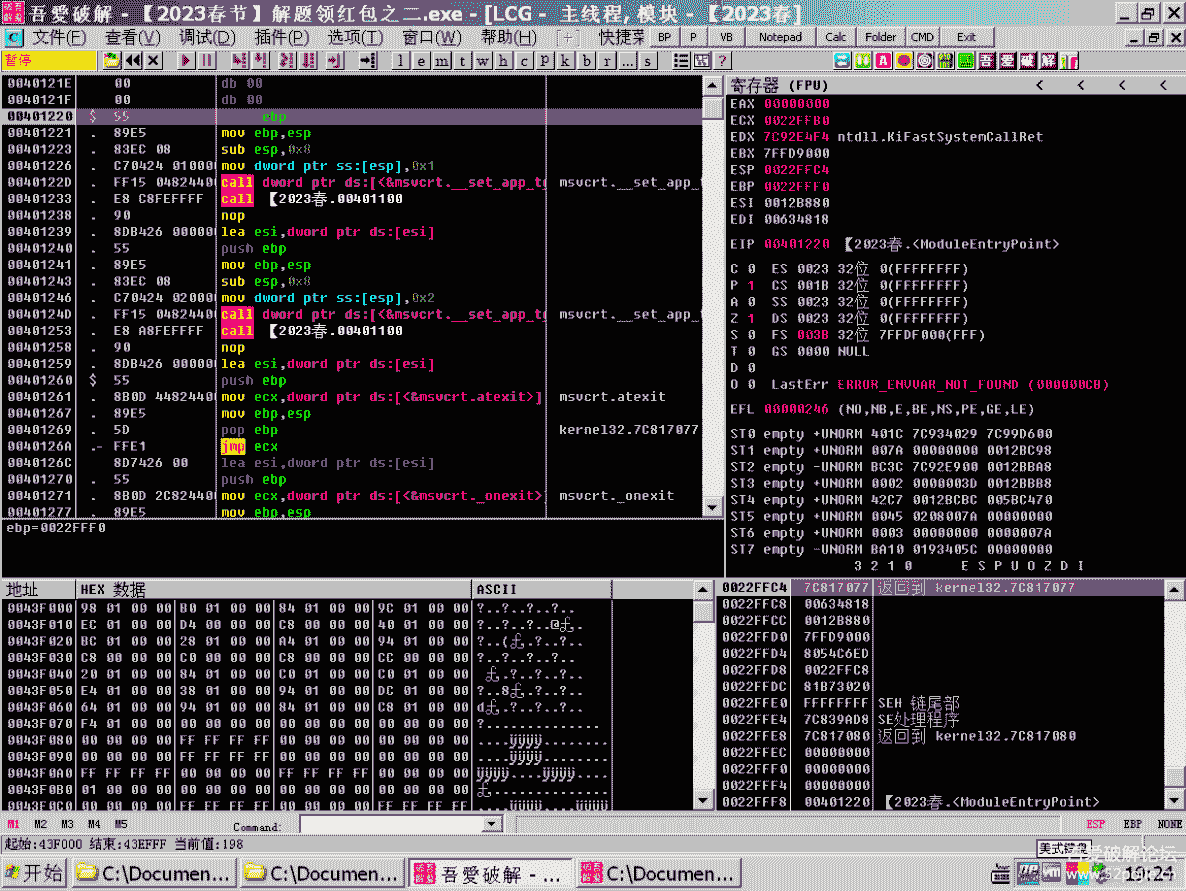 吾爱破解 - 【2023春节】解题领红包之二.exe - [LCG - 主线程, 模块 - 【2023春]
文件(F) 查看(V) 调试(D) 插件(P) 选项(T) 窗口(W) 帮助(H) [+] 快捷菜 BP P VB Notepad Calc Folder CMD Exit
暂停 l e m t w h c p k b r ... s
0040121E 00 db 00
0040121F 00 db 00
00401220 $ 55 ebp
00401221 . 89E5 mov ebp,esp
00401223 . 83EC 08 sub esp,0x8
00401226 . C70424 01000 mov dword ptr ss:[esp],0x1
0040122D . FF15 04824400 call dword ptr ds:[<&msvcrt.__set_app_t msvcrt.__set_app_
00401233 . E8 C8FEFFFF call 【2023春.00401100
00401238 . 90 nop
00401239 . 8DB426 00000 lea esi,dword ptr ds:[esi]
00401240 . 55 push ebp
00401241 . 89E5 mov ebp,esp
00401243 . 83EC 08 sub esp,0x8
00401246 . C70424 02000 mov dword ptr ss:[esp],0x2
0040124D . FF15 04824400 call dword ptr ds:[<&msvcrt.__set_app_t msvcrt.__set_app_
00401253 . E8 A8FEFFFF call 【2023春.00401100
00401258 . 90 nop
00401259 . 8DB426 00000 lea esi,dword ptr ds:[esi]
00401260 $ 55 push ebp
00401261 . 8B0D 44824400 mov ecx,dword ptr ds:[<&msvcrt.atexit>] msvcrt.atexit
00401267 . 89E5 mov ebp,esp
00401269 . 5D pop ebp kernel32.7C817077
0040126A .- FFE1 jmp ecx
0040126C 8D7426 00 lea esi,dword ptr ds:[esi]
00401270 . 55 push ebp
00401271 . 8B0D 2C824400 mov ecx,dword ptr ds:[<&msvcrt._onexit> msvcrt._onexit
00401277 . 89E5 mov ebp,esp
ebp=0022FFF0
寄存器 (FPU) < < < <
EAX 00000000
ECX 0022FFB0
EDX 7C92E4F4 ntdll.KiFastSystemCallRet
EBX 7FFD9000
ESP 0022FFC4
EBP 0022FFF0
ESI 0012B880
EDI 00634818
EIP 00401220 【2023春.<ModuleEntryPoint>
C 0 ES 0023 32位 0(FFFFFFFF)
P 1 CS 001B 32位 0(FFFFFFFF)
A 0 SS 0023 32位 0(FFFFFFFF)
Z 1 DS 0023 32位 0(FFFFFFFF)
S 0 FS 003B 32位 7FFDF000(FFF)
T 0 GS 0000 NULL
D 0
O 0 LastErr ERROR_ENVVAR_NOT_FOUND (000000CB)
EFL 00000246 (NO,NB,E,BE,NS,PE,GE,LE)
ST0 empty +UNORM 401C 7C934029 7C99D600
ST1 empty +UNORM 007A 00000000 0012BC98
ST2 empty -UNORM BC3C 7C92E900 0012BBA8
ST3 empty +UNORM 0002 0000003D 0012BBB8
ST4 empty +UNORM 42C7 0012BCBC 005BC470
ST5 empty +UNORM 0045 0208007A 00000000
ST6 empty +UNORM 0003 00000000 0000007A
ST7 empty -UNORM BA10 0193405C 00000000
3 2 1 0 E S P U O Z D I
地址 HEX 数据 ASCII
0043F000 98 01 00 00 B0 01 00 00 84 01 00 00 9C 01 00 00
0043F010 EC 01 00 00 D4 00 00 00 C8 00 00 00 40 01 00 00
0043F020 BC 01 00 00 28 01 00 00 A4 01 00 00 94 01 00 00
0043F030 C8 00 00 00 C0 00 00 00 C8 00 00 00 CC 00 00 00
0043F040 20 01 00 00 84 01 00 00 C0 01 00 00 C0 01 00 00
0043F050 E4 01 00 00 38 01 00 00 94 01 00 00 DC 01 00 00
0043F060 64 01 00 00 94 01 00 00 84 01 00 00 C8 01 00 00
0043F070 F4 01 00 00 00 00 00 00 00 00 00 00 00 00 00 00
0043F080 00 00 00 00 FF FF FF FF 00 00 00 00 00 00 00 00
0043F090 00 00 00 00 FF FF FF FF 00 00 00 00 00 00 00 00
0043F0A0 FF FF FF FF 00 00 00 00 FF FF FF FF 00 00 00 00
0043F0B0 01 00 00 00 00 00 00 00 00 00 00 00 00 00 00 00
0043F0C0 00 00 00 00 FF FF FF FF 00 00 00 00 FF FF FF FF
0022FFC4 7C817077 返回到 kernel32.7C817077
0022FFC8 00634818
0022FFCC 0012B880
0022FFD0 7FFD9000
0022FFD4 8054C6ED
0022FFD8 0022FFC8
0022FFDC 81B73020
0022FFE0 FFFFFFFF SEH 链尾部
0022FFE4 7C839AD8 SE处理程序
0022FFE8 7C817080 返回到 kernel32.7C817080
0022FFEC 00000000
0022FFF0 00000000
0022FFF4 00000000
0022FFF8 00401220 【2023春.<ModuleEntryPoint>
M1 M2 M3 M4 M5 Command: ESP EBP NONE
起始:43F000 结束:43EFFF 当前值:198
美式键盘
开始 C:\Documen... C:\Documen... 吾爱破解 - ... C:\Documen... 10:24
吾爱破解论坛
www.52pojie.cn